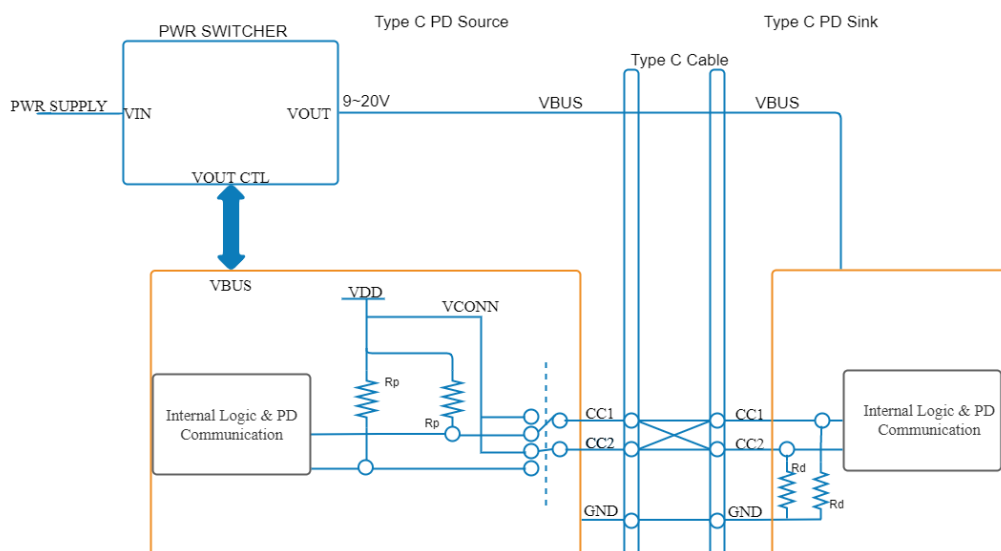 Type C PD Source
Type C PD Sink
PWR SWITCHER
Type C Cable
PWR SUPPLY
VIN
VOUT
9~20V
VBUS
VBUS
VOUT CTL
VBUS
VDD
VCONN
Rp
Rp
Internal Logic & PD
Communication
CC1
CC2
GND
CC1
CC2
GND
Rd
Rd
Internal Logic & PD
Communication